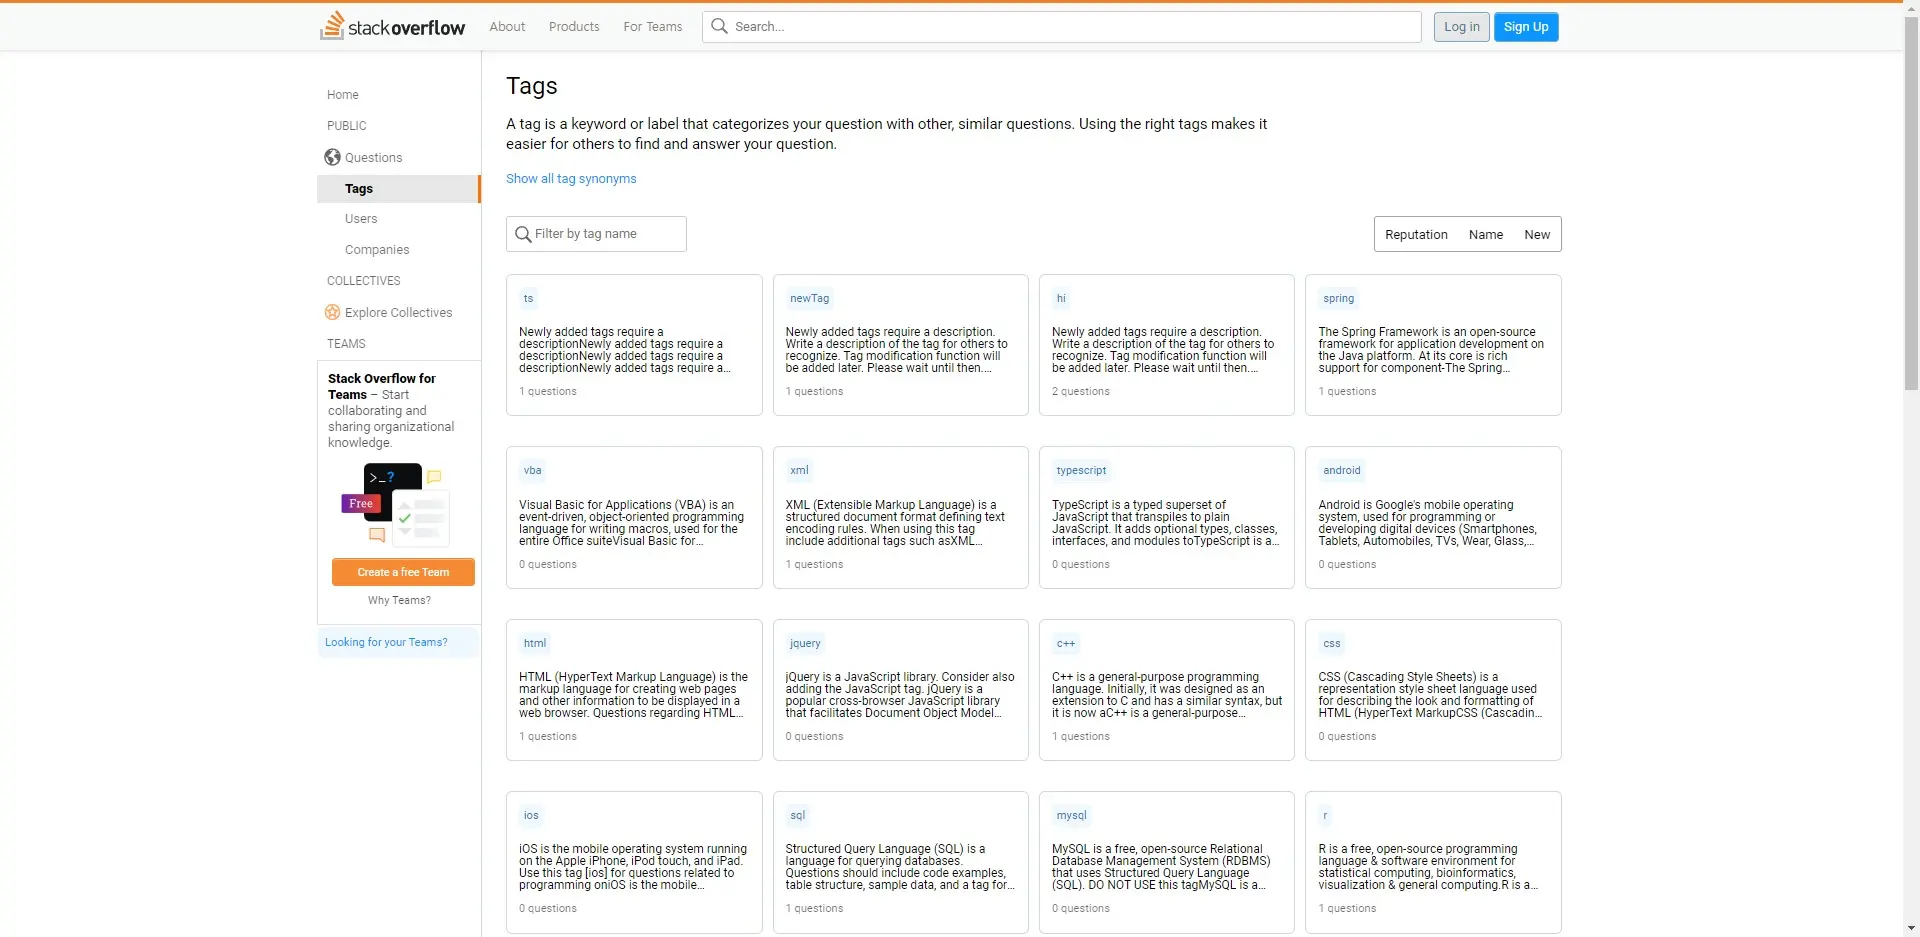 stackoverflow
About
Products
For Teams
Search...
Log in
Sign Up
Home
PUBLIC
Questions
Tags
Users
Companies
COLLECTIVES
Explore Collectives
TEAMS
Stack Overflow for
Teams – Start
collaborating and
sharing organizational
knowledge.
>_?
Free
Create a free Team
Why Teams?
Looking for your Teams?
Tags
A tag is a keyword or label that categorizes your question with other, similar questions. Using the right tags makes it
easier for others to find and answer your question.
Show all tag synonyms
Filter by tag name
Reputation
Name
New
ts
Newly added tags require a
descriptionNewly added tags require a
descriptionNewly added tags require a
descriptionNewly added tags require a...
1 questions
newTag
Newly added tags require a description.
Write a description of the tag for others to
recognize. Tag modification function will
be added later. Please wait until then....
1 questions
hi
Newly added tags require a description.
Write a description of the tag for others to
recognize. Tag modification function will
be added later. Please wait until then....
2 questions
spring
The Spring Framework is an open-source
framework for application development on
the Java platform. At its core is rich
support for component-The Spring...
1 questions
vba
Visual Basic for Applications (VBA) is an
event-driven, object-oriented programming
language for writing macros, used for the
entire Office suiteVisual Basic for...
0 questions
xml
XML (Extensible Markup Language) is a
structured document format defining text
encoding rules. When using this tag
include additional tags such asXML...
1 questions
typescript
TypeScript is a typed superset of
JavaScript that transpiles to plain
JavaScript. It adds optional types, classes,
interfaces, and modules toTypeScript is a...
0 questions
android
Android is Google's mobile operating
system, used for programming or
developing digital devices (Smartphones,
Tablets, Automobiles, TVs, Wear, Glass,...
0 questions
html
HTML (HyperText Markup Language) is the
markup language for creating web pages
and other information to be displayed in a
web browser. Questions regarding HTML...
1 questions
jquery
jQuery is a JavaScript library. Consider also
adding the JavaScript tag. jQuery is a
popular cross-browser JavaScript library
that facilitates Document Object Model...
0 questions
c++
C++ is a general-purpose programming
language. Initially, it was designed as an
extension to C and has a similar syntax, but
it is now aC++ is a general-purpose...
1 questions
css
CSS (Cascading Style Sheets) is a
representation style sheet language used
for describing the look and formatting of
HTML (HyperText MarkupCSS (Cascadin...
0 questions
ios
iOS is the mobile operating system running
on the Apple iPhone, iPod touch, and iPad.
Use this tag [ios] for questions related to
programming oniOS is the mobile...
0 questions
sql
Structured Query Language (SQL) is a
language for querying databases.
Questions should include code examples,
table structure, sample data, and a tag for...
1 questions
mysql
MySQL is a free, open-source Relational
Database Management System (RDBMS)
that uses Structured Query Language
(SQL). DO NOT USE this tagMySQL is a...
0 questions
r
R is a free, open-source programming
language & software environment for
statistical computing, bioinformatics,
visualization & general computing.R is a...
1 questions